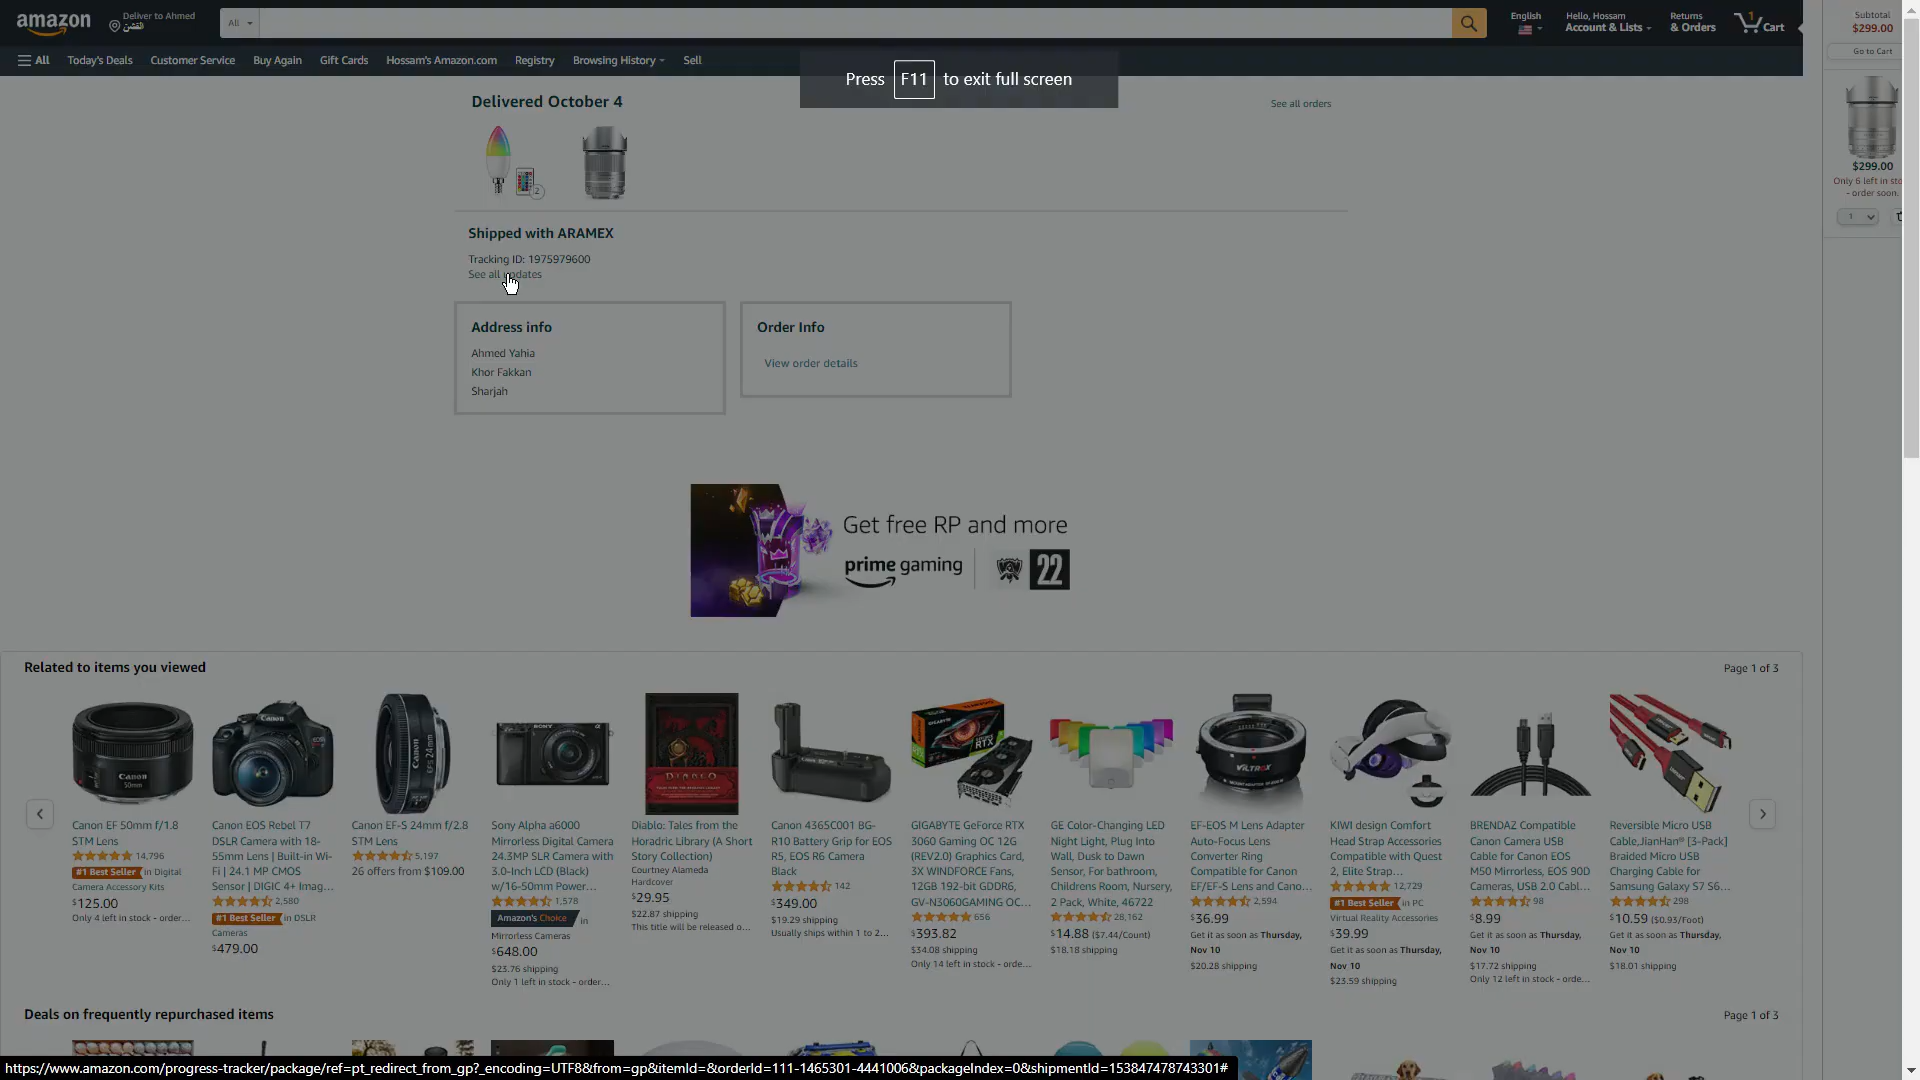 amazon
Deliver to Ahmed
All
English
Hello, Hossam
Account & Lists
Returns
& Orders
1
Cart
Subtotal
$299.00
Go to Cart
All
Today's Deals
Customer Service
Buy Again
Gift Cards
Hossam's Amazon.com
Registry
Browsing History
Sell
Press F11 to exit full screen
Delivered October 4
See all orders
2
$299.00
Only 6 left in
- order soon.
1
Shipped with ARAMEX
Tracking ID: 1975979600
See all updates
Address info
Ahmed Yahia
Khor Fakkan
Sharjah
Order Info
View order details
Get free RP and more
prime gaming
22
Related to items you viewed
Page 1 of 3
Canon
50mm
Canon EF 50mm f/1.8
STM Lens
14,796
#1 Best Seller in Digital
Camera Accessory Kits
$125.00
Only 4 left in stock - order...
Canon EOS Rebel T7
DSLR Camera with 18-
55mm Lens | Built-in Wi-
Fi | 24.1 MP CMOS
Sensor | DIGIC 4+ Imag...
2,580
#1 Best Seller in DSLR
Cameras
$479.00
Canon EF-S 24mm f/2.8
STM Lens
5,197
26 offers from $109.00
SONY
Sony Alpha a6000
Mirrorless Digital Camera
24.3MP SLR Camera with
3.0-Inch LCD (Black)
w/16-50mm Power...
1,578
Amazon's Choice in
Mirrorless Cameras
$648.00
$23.76 shipping
Only 1 left in stock - order...
DIABLO
Diablo: Tales from the
Horadric Library (A Short
Story Collection)
Courtney Alameda
Hardcover
$29.95
$22.87 shipping
This title will be released o...
Canon 4365C001 BG-
R10 Battery Grip for EOS
R5, EOS R6 Camera
Black
142
$349.00
$19.29 shipping
Usually ships within 1 to 2...
GIGABYTE
RTX
GIGABYTE GeForce RTX
3060 Gaming OC 12G
(REV2.0) Graphics Card,
3X WINDFORCE Fans,
12GB 192-bit GDDR6,
GV-N3060GAMING OC...
656
$393.82
$34.08 shipping
Only 14 left in stock - orde...
GE Color-Changing LED
Night Light, Plug Into
Wall, Dusk to Dawn
Sensor, For bathroom,
Childrens Room, Nursery,
2 Pack, White, 46722
28,162
$14.88 ($7.44/Count)
$18.18 shipping
VILTROX
EF-EOS M Lens Adapter
Auto-Focus Lens
Converter Ring
Compatible for Canon
EF/EF-S Lens and Cano...
2,594
$36.99
Get it as soon as Thursday,
Nov 10
$20.28 shipping
KIWI design Comfort
Head Strap Accessories
Compatible with Quest
2, Elite Strap...
12,729
#1 Best Seller in PC
Virtual Reality Accessories
$39.99
Get it as soon as Thursday,
Nov 10
$23.59 shipping
BRENDAZ Compatible
Canon Camera USB
Cable for Canon EOS
M50 Mirrorless, EOS 90D
Cameras, USB 2.0 Cabl...
98
$8.99
Get it as soon as Thursday,
Nov 10
$17.72 shipping
Only 12 left in stock - orde...
Reversible Micro USB
Cable,JianHan® [3-Pack]
Braided Micro USB
Charging Cable for
Samsung Galaxy S7 S6...
298
$10.59 ($0.93/Foot)
Get it as soon as Thursday,
Nov 10
$18.01 shipping
Deals on frequently repurchased items
Page 1 of 3
https://www.amazon.com/progress-tracker/package/ref=pt_redirect_from_gp?_encoding=UTF8&from=gp&itemId=&orderId=111-1465301-4441006&packageIndex=0&shipmentId=153847478743301#